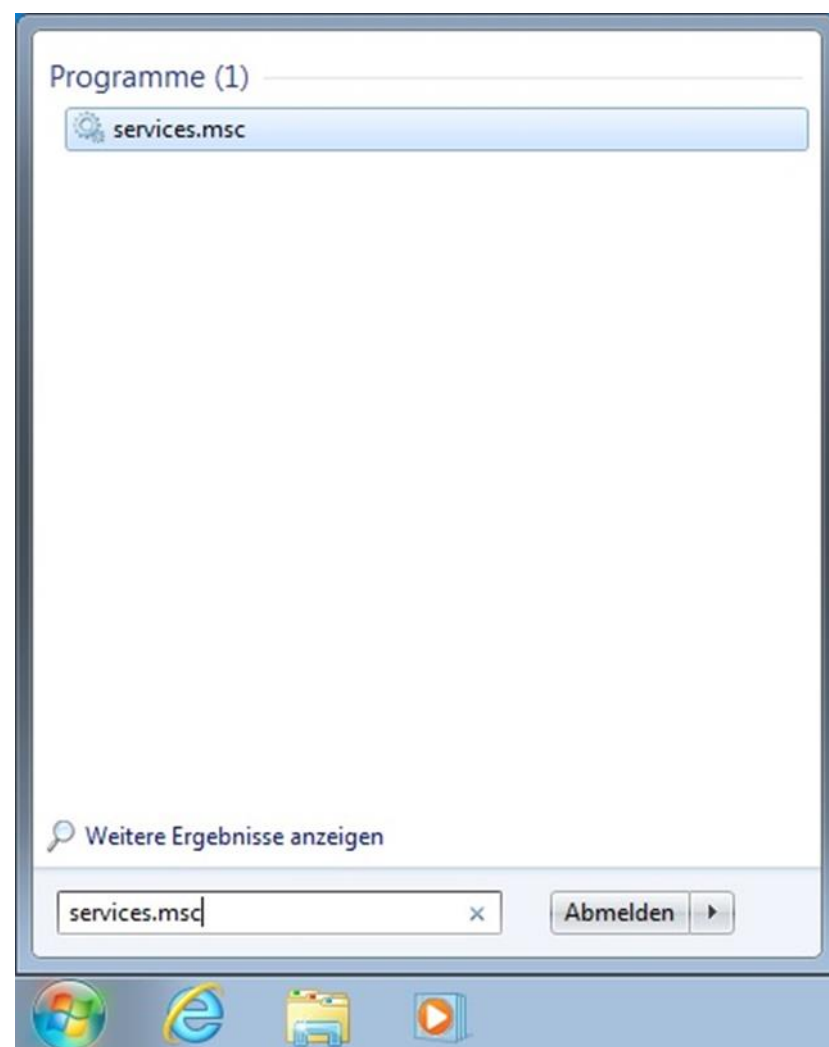 Programme (1)
services.msc
Weitere Ergebnisse anzeigen
services.msc
Abmelden